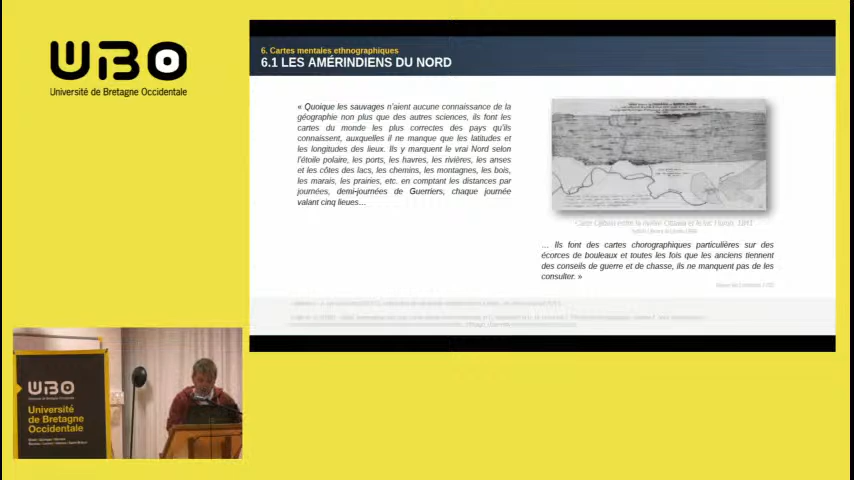 UBO
Université de Bretagne Occidentale
6. Cartes mentales ethnographiques
6.1 LES AMÉRINDIENS DU NORD
« Quoique les sauvages n'aient aucune connaissance de la
géographie non plus que des autres sciences, ils font les
cartes du monde les plus correctes des pays qu'ils
connaissent, auxquelles il ne manque que les latitudes et
les longitudes des lieux. Ils y marquent le vrai Nord selon
l'étoile polaire, les ports, les havres, les rivières, les anses
et les côtes des lacs, les chemins, les montagnes, les bois,
les marais, les prairies, etc. en comptant les distances par
journées, demi-journées de Guerriers, chaque journée
valant cinq lieues…
… Ils font des cartes chorographiques particulières sur des
écorces de bouleaux et toutes les fois que les anciens tiennent
des conseils de guerre et de chasse, ils ne manquent pas de les
consulter. »
UBO
Université
de Bretagne
Occidentale